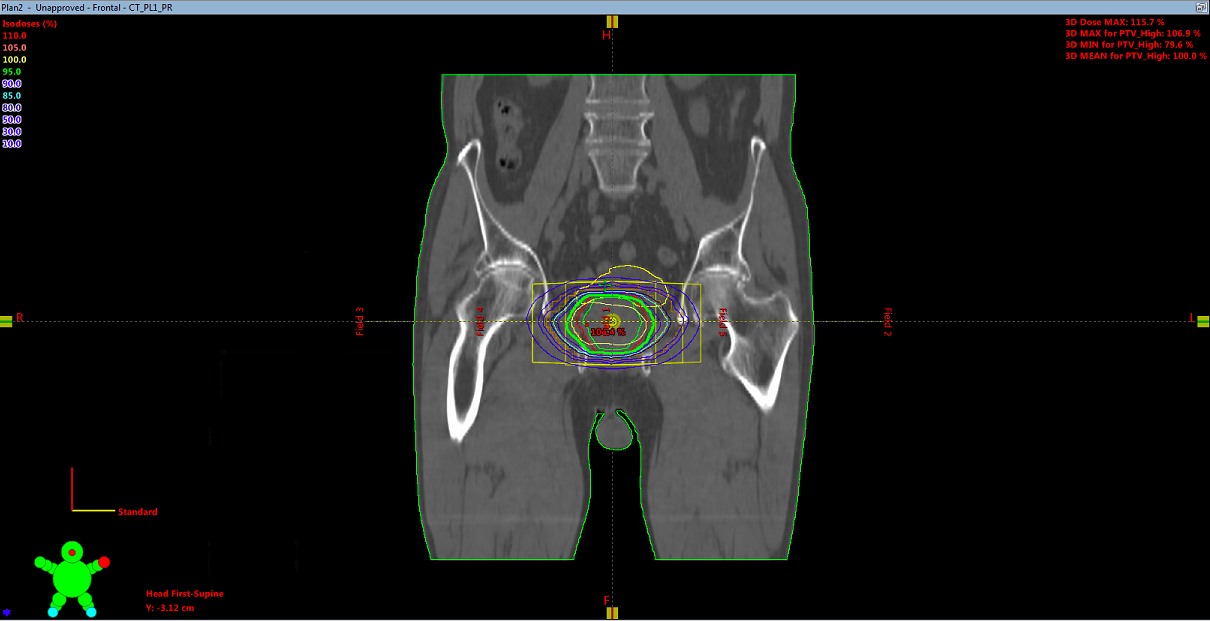 Plan2 - Unapproved - Frontal - CT_PL1_PR
Isodoses (%)
110.0
105.0
100.0
95.0
90.0
85.0
80.0
50.0
30.0
10.0
3D Dose MAX: 115.7 %
3D MAX for PTV_High: 106.9 %
3D MIN for PTV_High: 79.6 %
3D MEAN for PTV_High: 100.0 %
H
R
Field 3
Field 4
Field 5
Field 2
L
F
Standard
Head First-Supine
Y: -3.12 cm